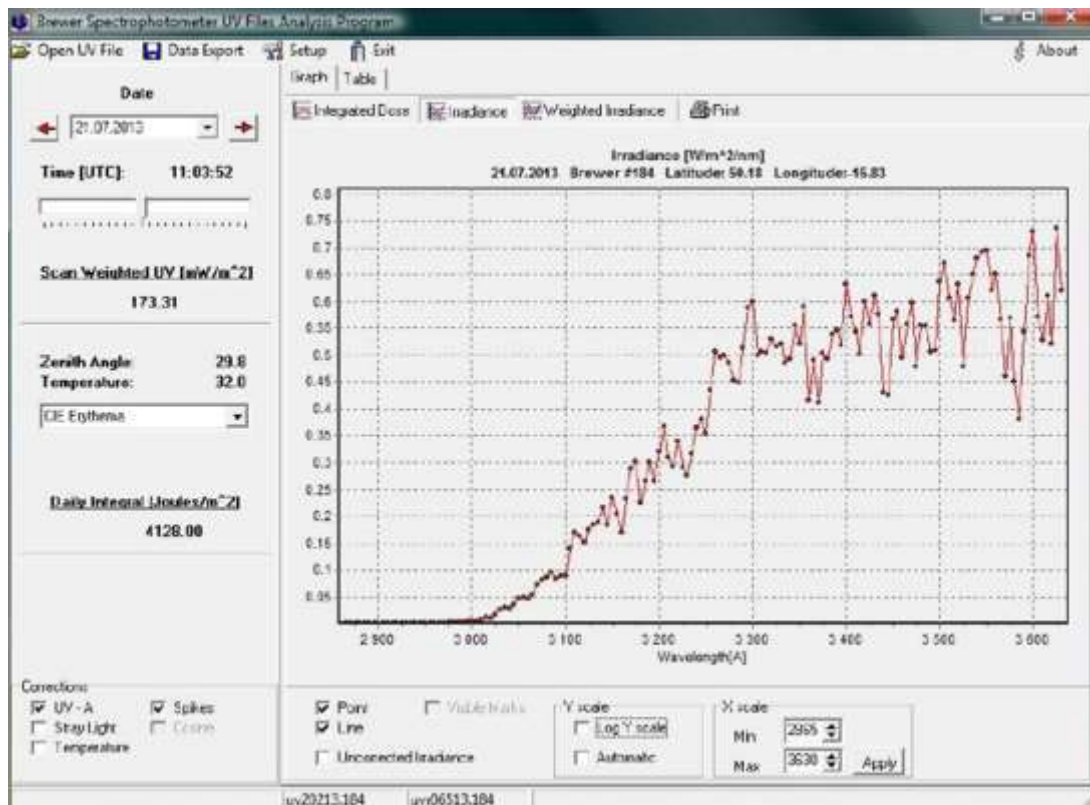 Brewer Spectrophotometer UV Files Analysis Program
Open UV File Data Export Setup Exit About
Graph Table
Integrated Dose Irradiance Weighted Irradiance Print
Date
21.07.2013
Time [UTC]: 11:03:52
Scan Weighted UV [mW/m^2]
173.31
Zenith Angle: 29.8
Temperature: 32.0
CIE Erythema
Daily Integral [Joules/m^2]
4128.00
Irradiance [W/m^2/nm]
21.07.2013 Brewer #184 Latitude: 50.18 Longitude:-15.83
0.8
0.75
0.7
0.65
0.6
0.55
0.5
0.45
0.4
0.35
0.3
0.25
0.2
0.15
0.1
0.05
2 900 3 000 3 100 3 200 3 300 3 400 3 500 3 600
Wavelength[A]
Corrections
UV - A Spikes
Stray Light Cosine
Temperature
Point Visible Marks
Line
Uncorrected Irradiance
Y scale
Log Y scale
Automatic
X scale
Min
Max 3630 Apply
uv20213.184 uvr06513.184